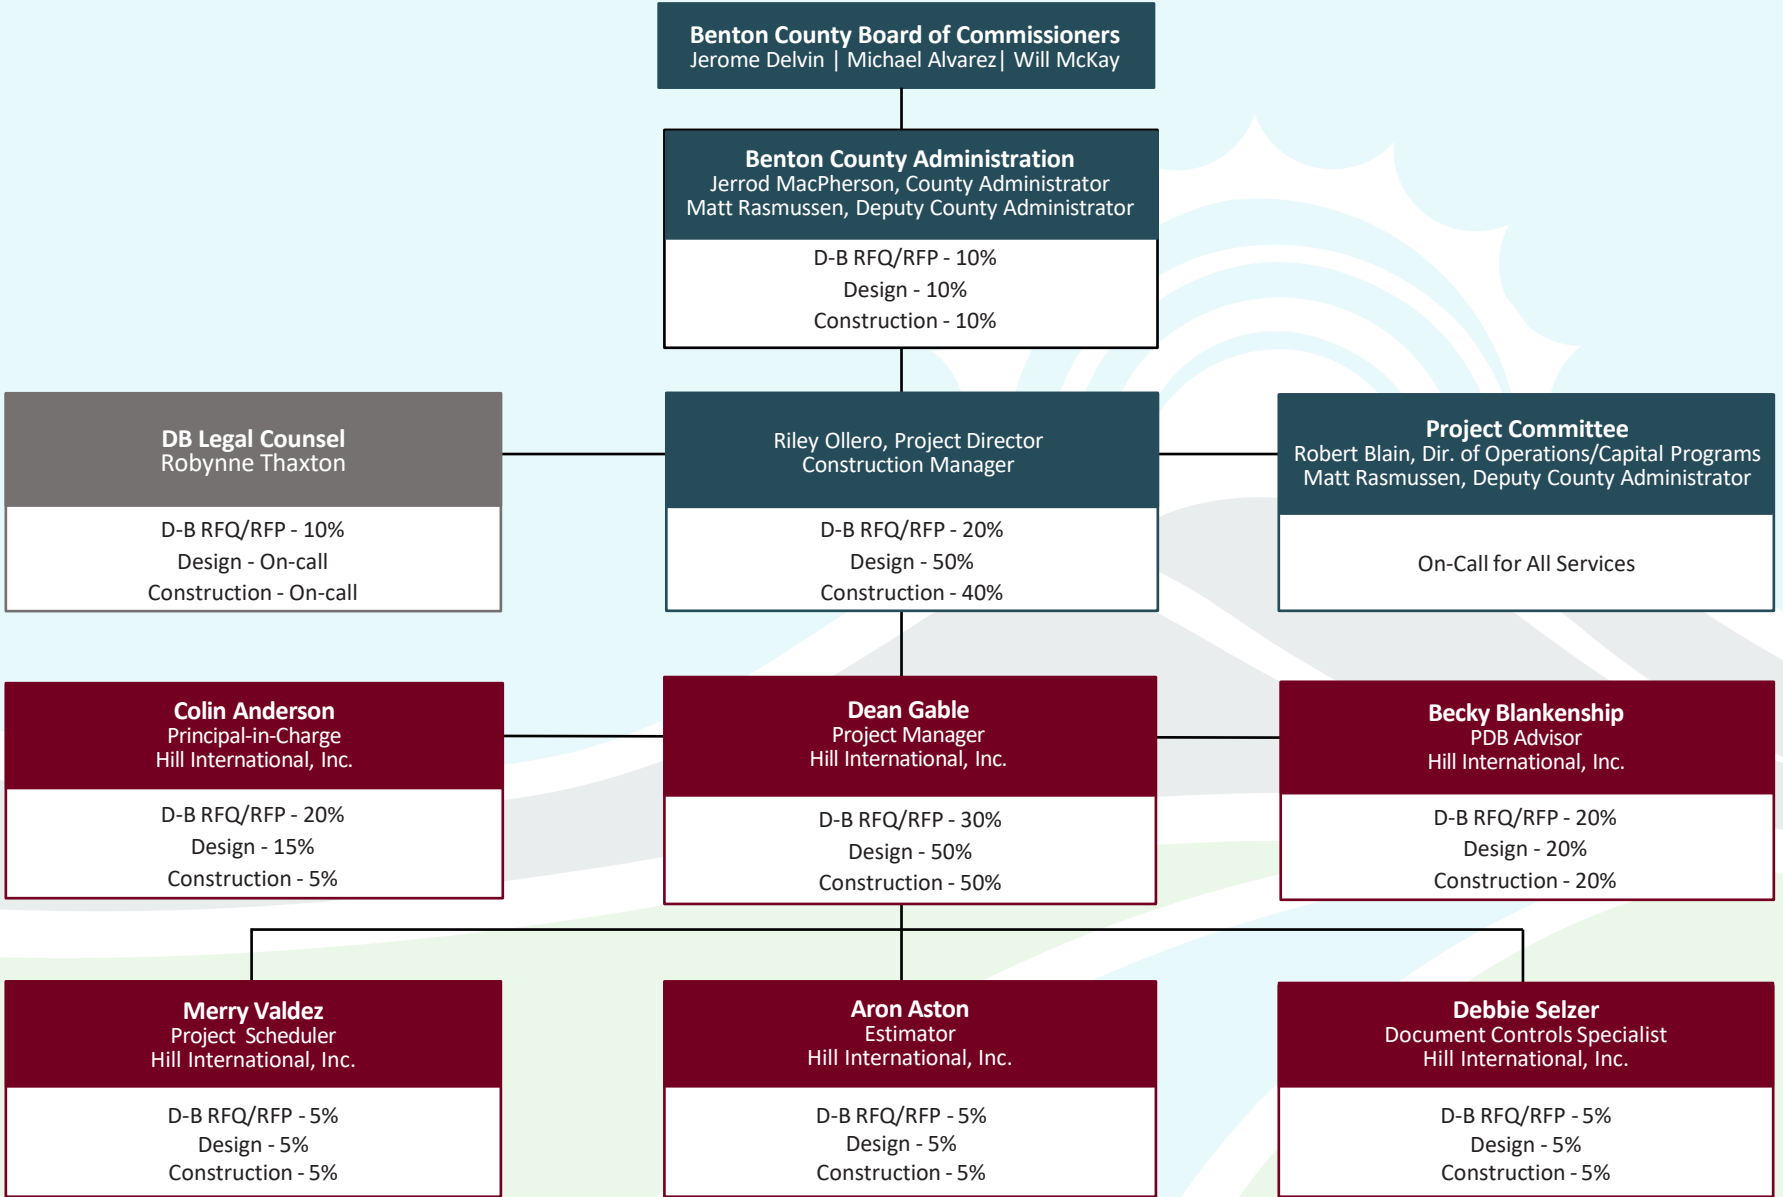 Benton County Board of Commissioners
Jerome Delvin | Michael Alvarez| Will McKay
Benton County Administration
Jerrod MacPherson, County Administrator
Matt Rasmussen, Deputy County Administrator
D-B RFQ/RFP - 10%
Design - 10%
Construction - 10%
DB Legal Counsel
Robynne Thaxton
D-B RFQ/RFP - 10%
Design - On-call
Construction - On-call
Riley Ollero, Project Director
Construction Manager
D-B RFQ/RFP - 20%
Design - 50%
Construction - 40%
Project Committee
Robert Blain, Dir. of Operations/Capital Programs
Matt Rasmussen, Deputy County Administrator
On-Call for All Services
Colin Anderson
Principal-in-Charge
Hill International, Inc.
D-B RFQ/RFP - 20%
Design - 15%
Construction - 5%
Dean Gable
Project Manager
Hill International, Inc.
D-B RFQ/RFP - 30%
Design - 50%
Construction - 50%
Becky Blankenship
PDB Advisor
Hill International, Inc.
D-B RFQ/RFP - 20%
Design - 20%
Construction - 20%
Merry Valdez
Project Scheduler
Hill International, Inc.
D-B RFQ/RFP - 5%
Design - 5%
Construction - 5%
Aron Aston
Estimator
Hill International, Inc.
D-B RFQ/RFP - 5%
Design - 5%
Construction - 5%
Debbie Selzer
Document Controls Specialist
Hill International, Inc.
D-B RFQ/RFP - 5%
Design - 5%
Construction - 5%